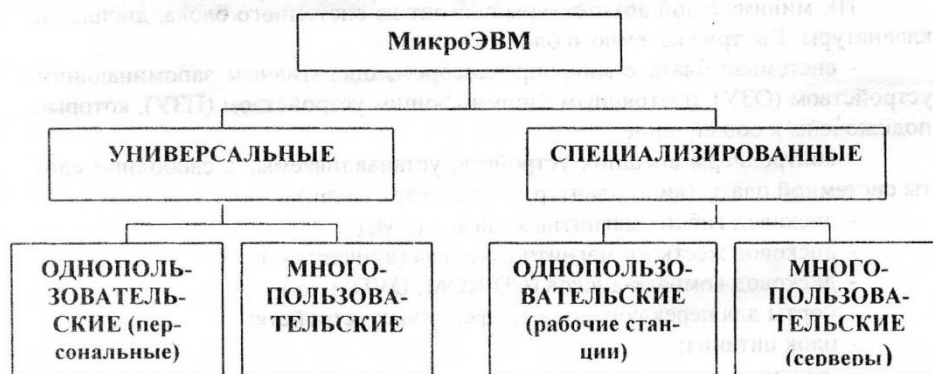 МикроЭВМ
УНИВЕРСАЛЬНЫЕ
СПЕЦИАЛИЗИРОВАННЫЕ
ОДНОПОЛЬ-
ЗОВАТЕЛЬ-
СКИЕ (пер-
сональные)
МНОГО-
ПОЛЬЗОВА-
ТЕЛЬСКИЕ
ОДНОПОЛЬЗО-
ВАТЕЛЬСКИЕ
(рабочие стан-
ции)
МНОГО-
ПОЛЬЗОВА-
ТЕЛЬСКИЕ
(серверы)